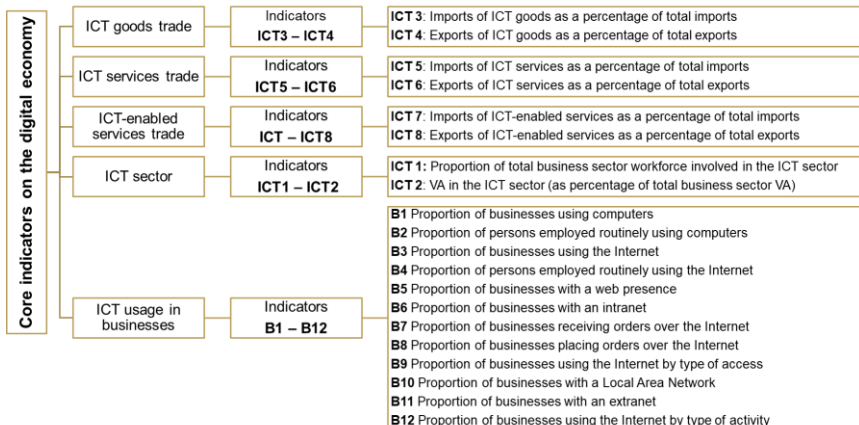 Core indicators on the digital economy
ICT goods trade
Indicators
ICT3 – ICT4
ICT 3: Imports of ICT goods as a percentage of total imports
ICT 4: Exports of ICT goods as a percentage of total exports
ICT services trade
Indicators
ICT5 – ICT6
ICT 5: Imports of ICT services as a percentage of total imports
ICT 6: Exports of ICT services as a percentage of total exports
ICT-enabled
services trade
Indicators
ICT – ICT8
ICT 7: Imports of ICT-enabled services as a percentage of total imports
ICT 8: Exports of ICT-enabled services as a percentage of total exports
ICT sector
Indicators
ICT1 – ICT2
ICT 1: Proportion of total business sector workforce involved in the ICT sector
ICT 2: VA in the ICT sector (as percentage of total business sector VA)
ICT usage in
businesses
Indicators
B1 – B12
B1 Proportion of businesses using computers
B2 Proportion of persons employed routinely using computers
B3 Proportion of businesses using the Internet
B4 Proportion of persons employed routinely using the Internet
B5 Proportion of businesses with a web presence
B6 Proportion of businesses with an intranet
B7 Proportion of businesses receiving orders over the Internet
B8 Proportion of businesses placing orders over the Internet
B9 Proportion of businesses using the Internet by type of access
B10 Proportion of businesses with a Local Area Network
B11 Proportion of businesses with an extranet
B12 Proportion of businesses using the Internet by type of activity